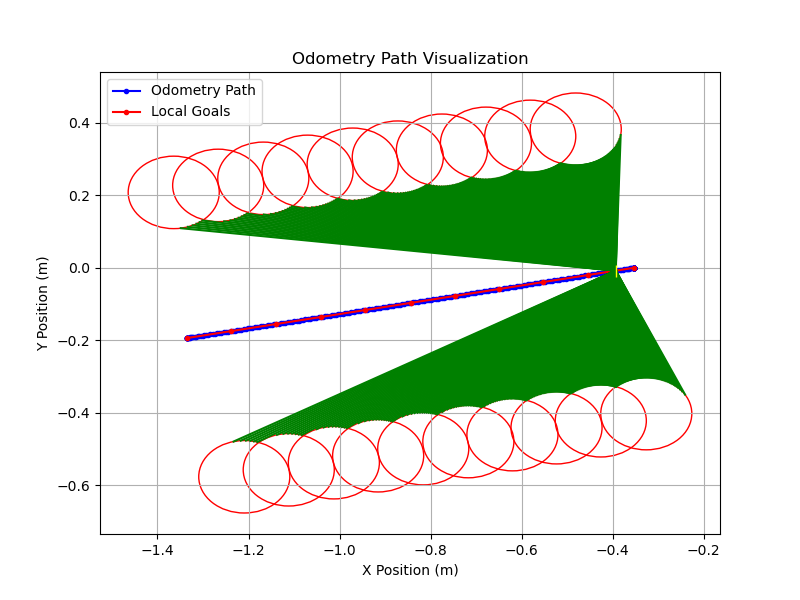 Odometry Path Visualization
Odometry Path
Local Goals
Y Position (m)
0.4
0.2
0.0
−0.2
−0.4
−0.6
−1.4 −1.2 −1.0 −0.8 −0.6 −0.4 −0.2
X Position (m)